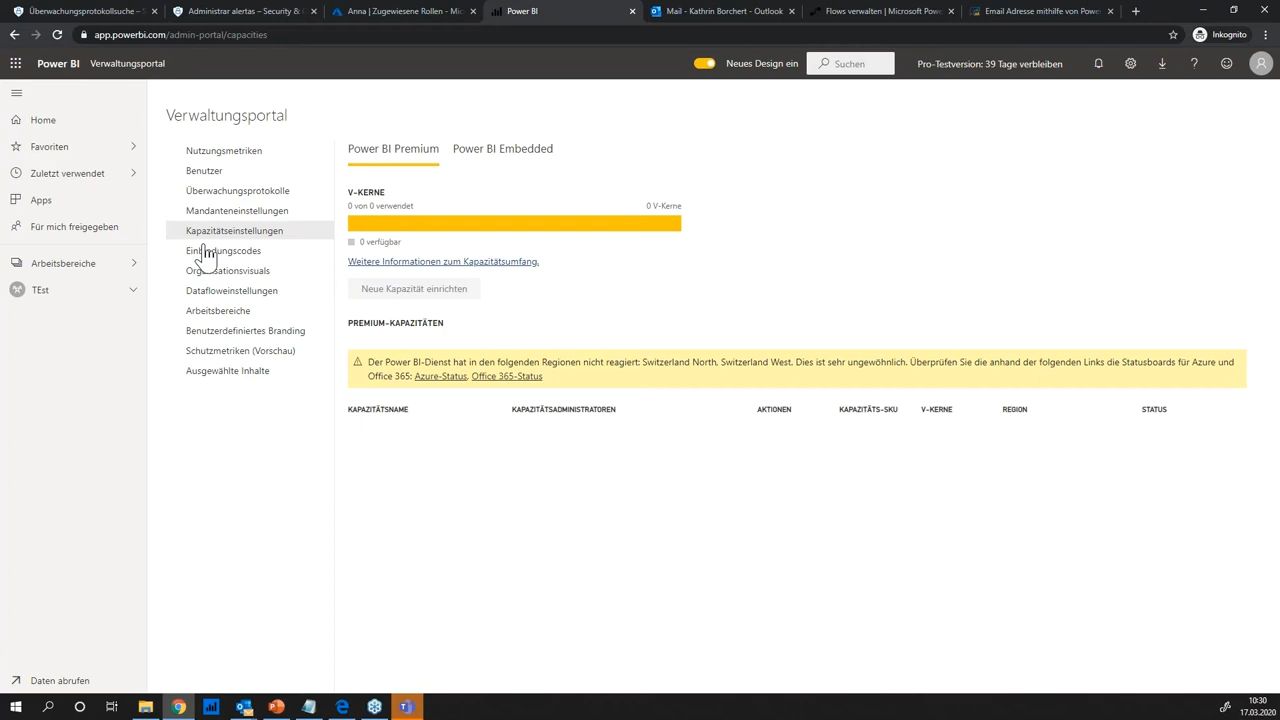 Überwachungsprotokollsuche – S
Administrar alertas – Security & C
Anna | Zugewiesene Rollen - Mic
Power BI
Mail - Kathrin Borchert - Outlook
Flows verwalten | Microsoft Powe
Email Adresse mithilfe von Powe
app.powerbi.com/admin-portal/capacities
Inkognito
Power BI Verwaltungsportal
Neues Design ein
Suchen
Pro-Testversion: 39 Tage verbleiben
Home
Favoriten
Zuletzt verwendet
Apps
Für mich freigegeben
Arbeitsbereiche
TEst
Daten abrufen
Verwaltungsportal
Nutzungsmetriken
Benutzer
Überwachungsprotokolle
Mandanteneinstellungen
Kapazitätseinstellungen
Einbindungscodes
Organisationsvisuals
Datafloweinstellungen
Arbeitsbereiche
Benutzerdefiniertes Branding
Schutzmetriken (Vorschau)
Ausgewählte Inhalte
Power BI Premium Power BI Embedded
V-KERNE
0 von 0 verwendet 0 V-Kerne
0 verfügbar
Weitere Informationen zum Kapazitätsumfang.
Neue Kapazität einrichten
PREMIUM-KAPAZITÄTEN
Der Power BI-Dienst hat in den folgenden Regionen nicht reagiert: Switzerland North, Switzerland West. Dies ist sehr ungewöhnlich. Überprüfen Sie die anhand der folgenden Links die Statusboards für Azure und
Office 365: Azure-Status, Office 365-Status
KAPAZITÄTSNAME KAPAZITÄTSADMINISTRATOREN AKTIONEN KAPAZITÄTS-SKU V-KERNE REGION STATUS
10:30
17.03.2020